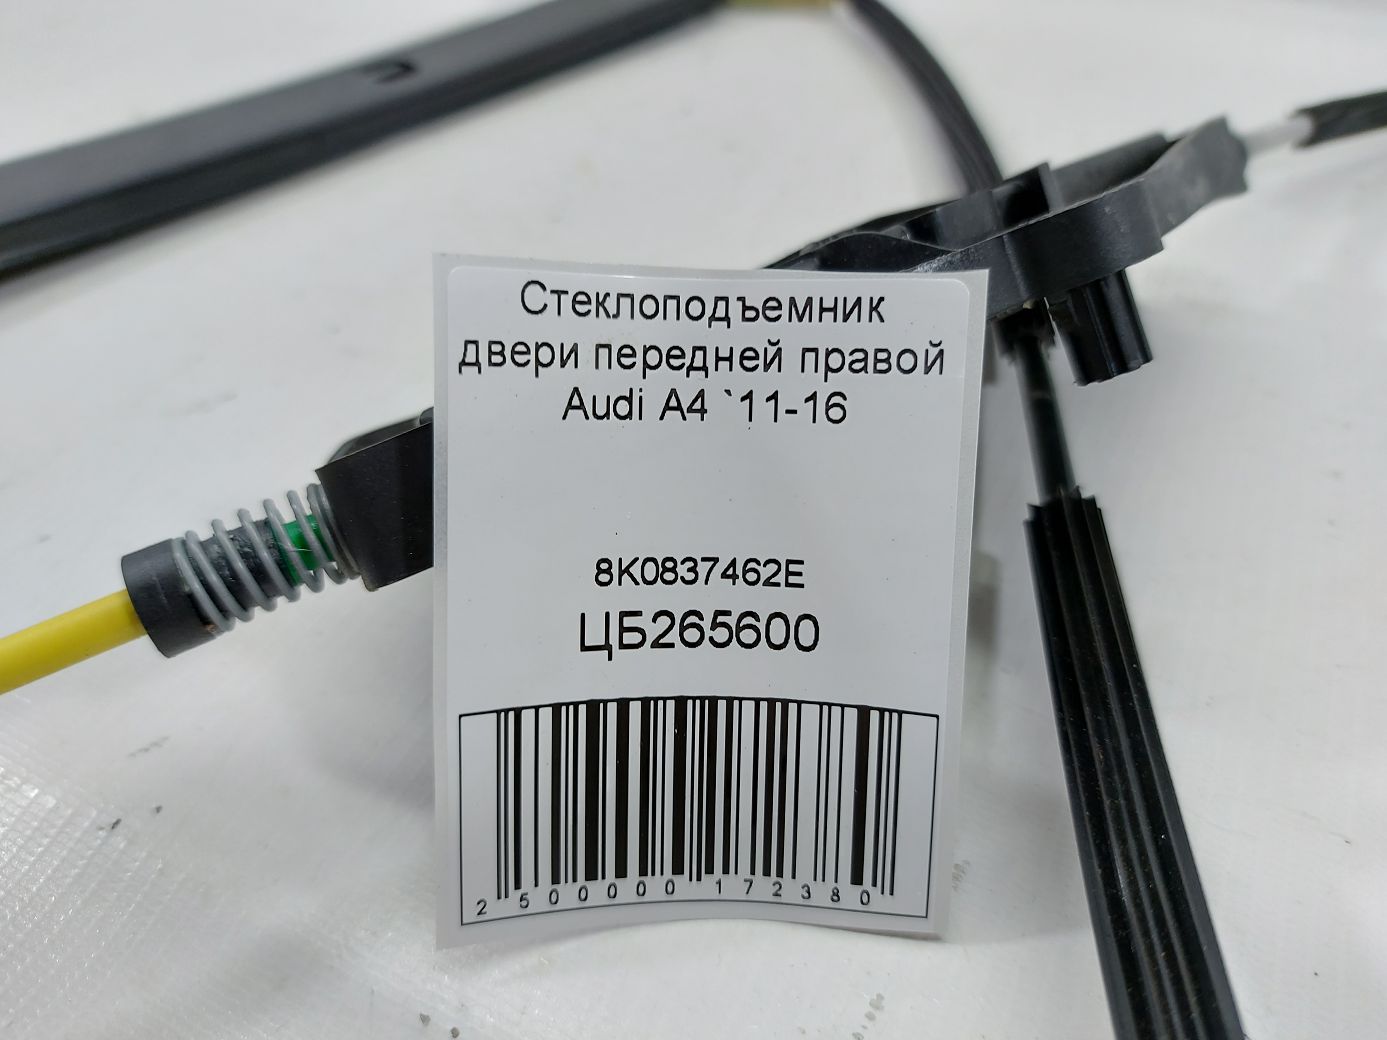 Стеклоподъемник
двери передней правой
Audi A4 `11-16
8K0837462E
ЦБ265600
2 500000 172380